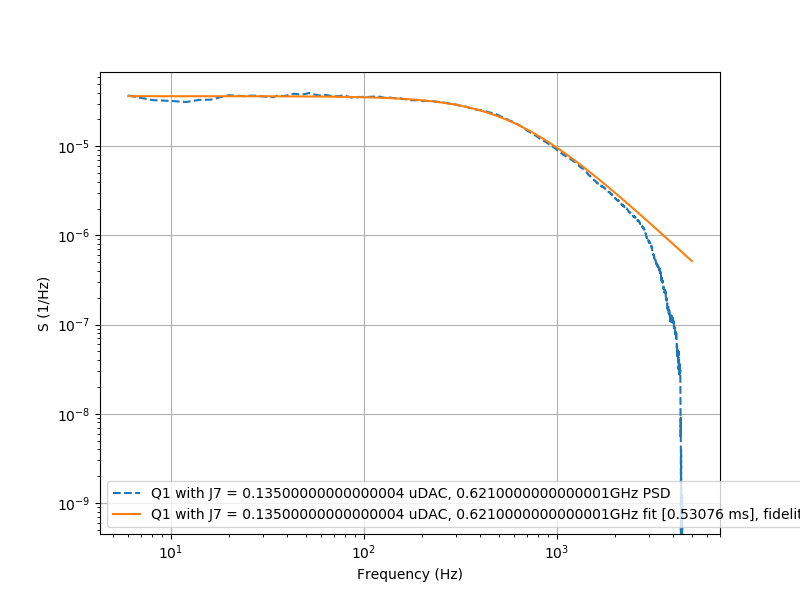 10⁻⁵
10⁻⁶
10⁻⁷
10⁻⁸
10⁻⁹
S (1/Hz)
Q1 with J7 = 0.13500000000000004 uDAC, 0.6210000000000001GHz PSD
Q1 with J7 = 0.13500000000000004 uDAC, 0.6210000000000001GHz fit [0.53076 ms], fidelit
10¹ 10² 10³
Frequency (Hz)